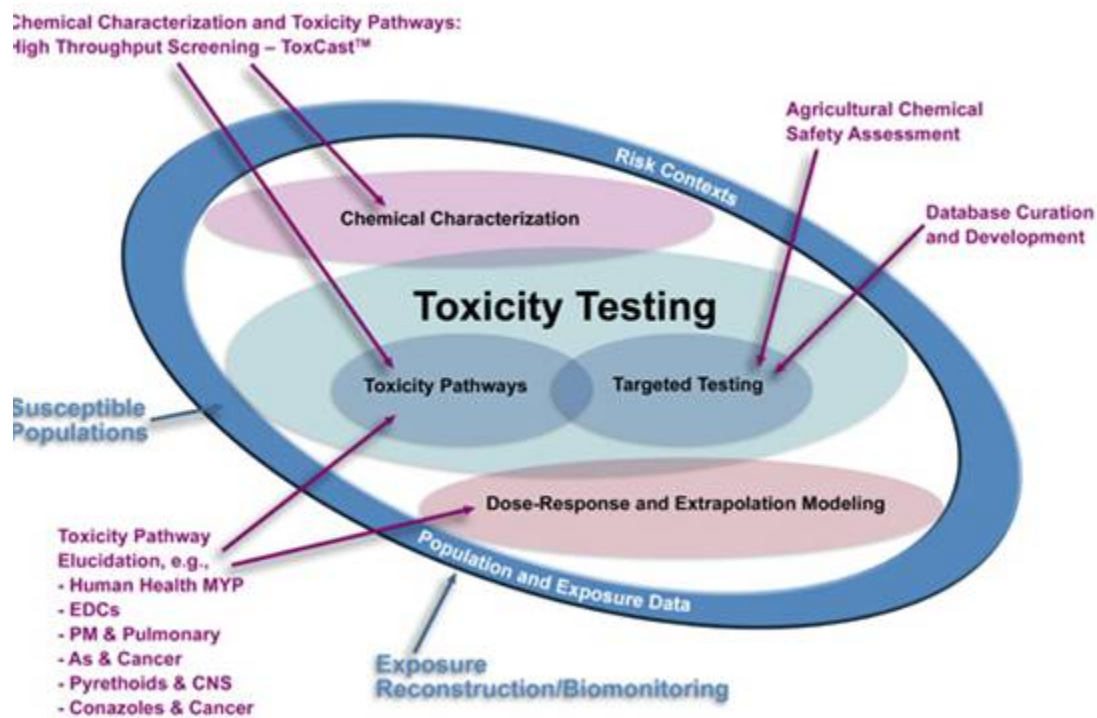 Chemical Characterization and Toxicity Pathways:
High Throughput Screening – ToxCast™
Agricultural Chemical
Safety Assessment
Risk Contexts
Chemical Characterization
Database Curation
and Development
Toxicity Testing
Toxicity Pathways
Targeted Testing
Susceptible
Populations
Dose-Response and Extrapolation Modeling
Population and Exposure Data
Toxicity Pathway
Elucidation, e.g.,
- Human Health MYP
- EDCs
- PM & Pulmonary
- As & Cancer
- Pyrethoids & CNS
- Conazoles & Cancer
Exposure
Reconstruction/Biomonitoring